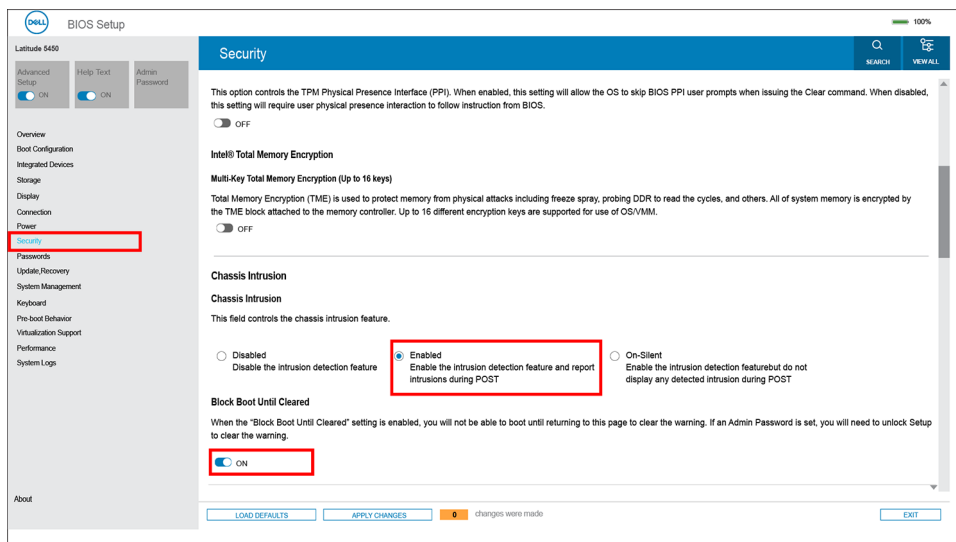 DELL
BIOS Setup
100%
Latitude 5450
Advanced Setup
ON
Help Text
ON
Admin Password
Overview
Boot Configuration
Integrated Devices
Storage
Display
Connection
Power
Security
Passwords
Update,Recovery
System Management
Keyboard
Pre-boot Behavior
Virtualization Support
Performance
System Logs
About
Security
SEARCH
VIEW ALL
This option controls the TPM Physical Presence Interface (PPI). When enabled, this setting will allow the OS to skip BIOS PPI user prompts when issuing the Clear command. When disabled,
this setting will require user physical presence interaction to follow instruction from BIOS.
OFF
Intel® Total Memory Encryption
Multi-Key Total Memory Encryption (Up to 16 keys)
Total Memory Encryption (TME) is used to protect memory from physical attacks including freeze spray, probing DDR to read the cycles, and others. All of system memory is encrypted by
the TME block attached to the memory controller. Up to 16 different encryption keys are supported for use of OS/VMM.
OFF
Chassis Intrusion
Chassis Intrusion
This field controls the chassis intrusion feature.
Disabled
Disable the intrusion detection feature
Enabled
Enable the intrusion detection feature and report
intrusions during POST
On-Silent
Enable the intrusion detection featurebut do not
display any detected intrusion during POST
Block Boot Until Cleared
When the "Block Boot Until Cleared" setting is enabled, you will not be able to boot until returning to this page to clear the warning. If an Admin Password is set, you will need to unlock Setup
to clear the warning.
ON
LOAD DEFAULTS
APPLY CHANGES
0
changes were made
EXIT